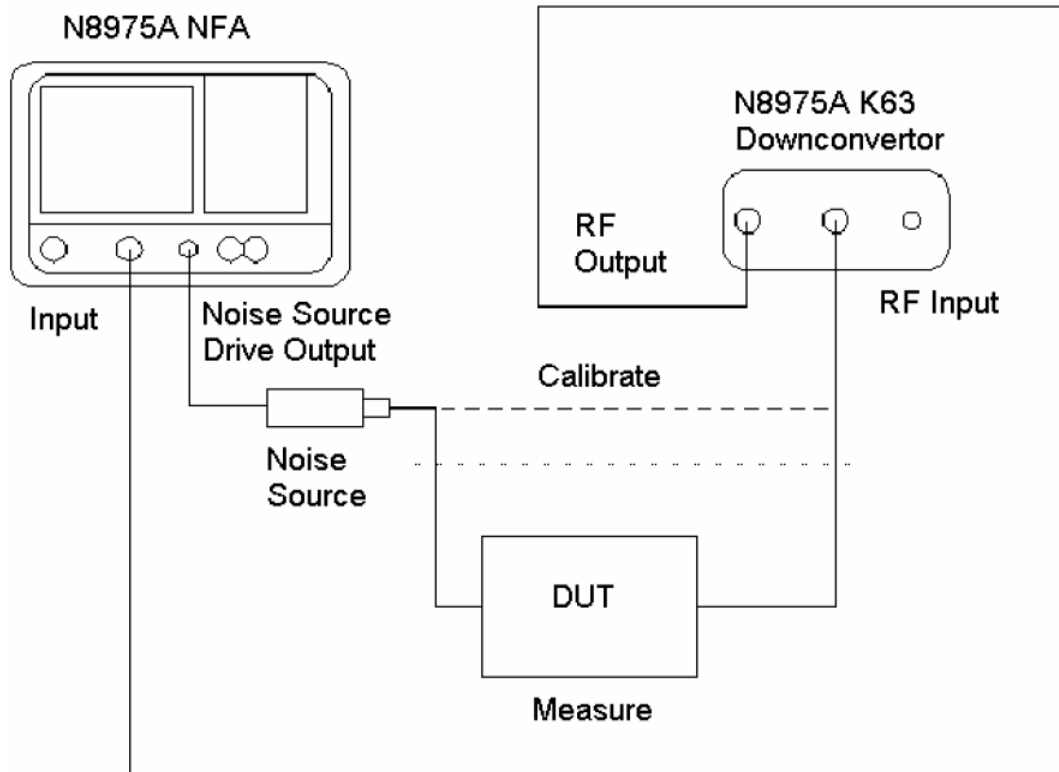 N8975A NFA
N8975A K63
Downconvertor
RF
Output
RF Input
Input
Noise Source
Drive Output
Calibrate
Noise
Source
DUT
Measure